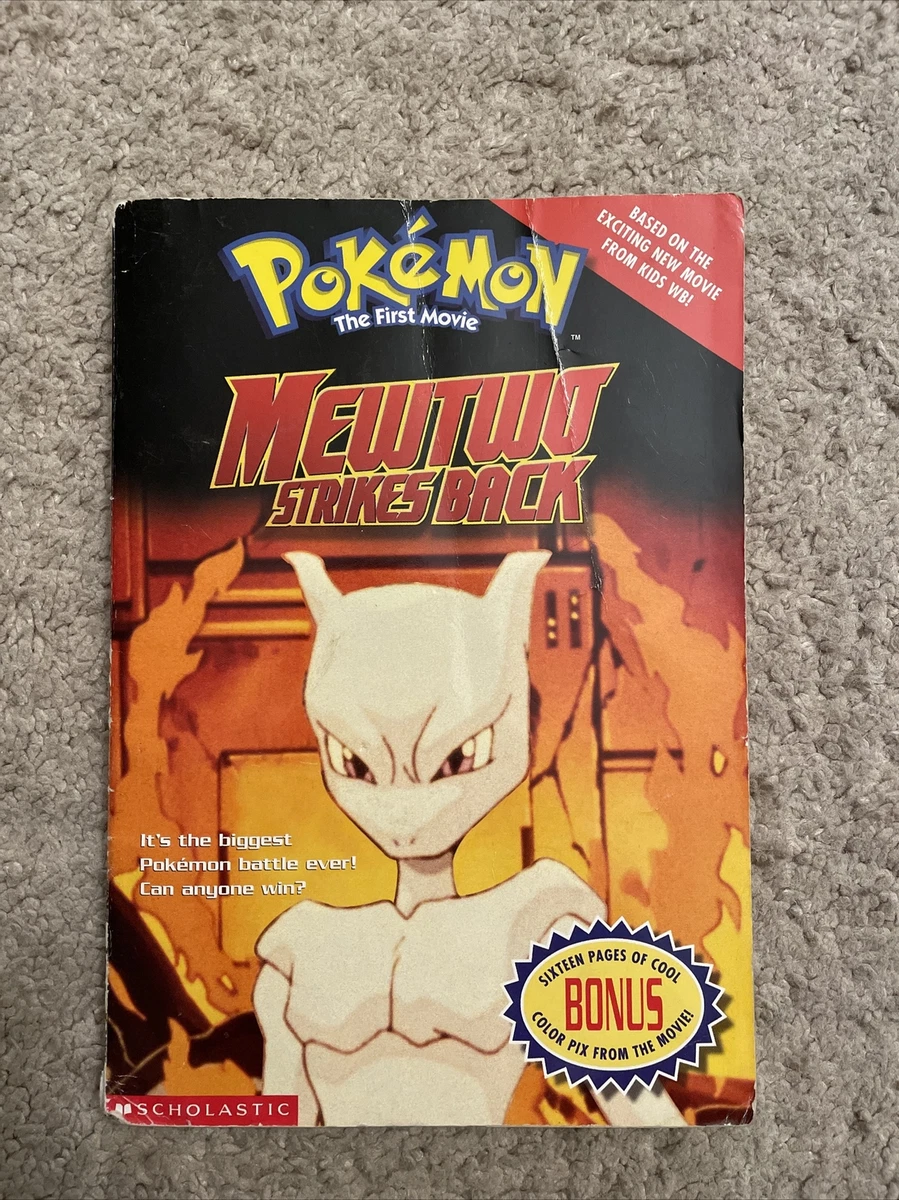 POKéMON
The First Movie
™
BASED ON THE
EXCITING NEW MOVIE
FROM KIDS WB!
MEWTWO
STRIKES BACK
It's the biggest
Pokémon battle ever!
Can anyone win?
SIXTEEN PAGES OF COOL
BONUS
COLOR PIX FROM THE MOVIE!
SCHOLASTIC